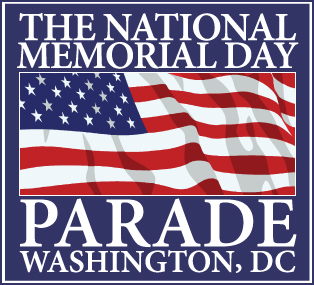 THE NATIONAL
MEMORIAL DAY
PARADE
WASHINGTON, DC